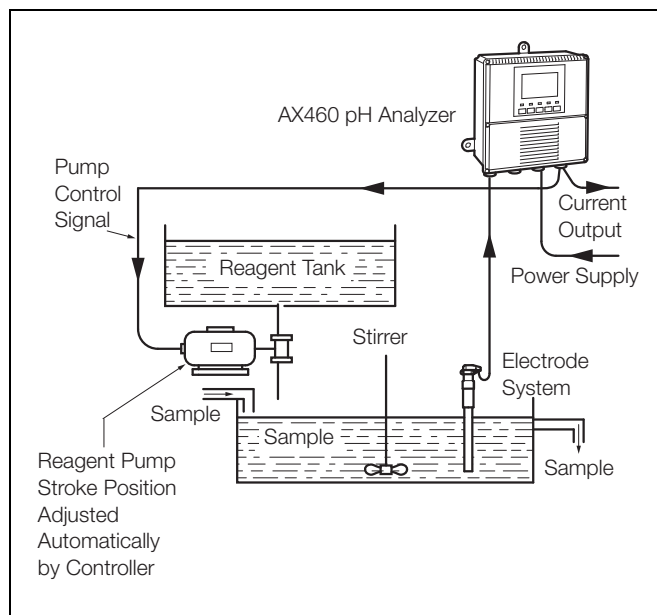 AX460 pH Analyzer
Pump
Control
Signal
Current
Output
Power Supply
Reagent Tank
Stirrer
Electrode
System
Sample
Sample
Sample
Reagent Pump
Stroke Position
Adjusted
Automatically
by Controller